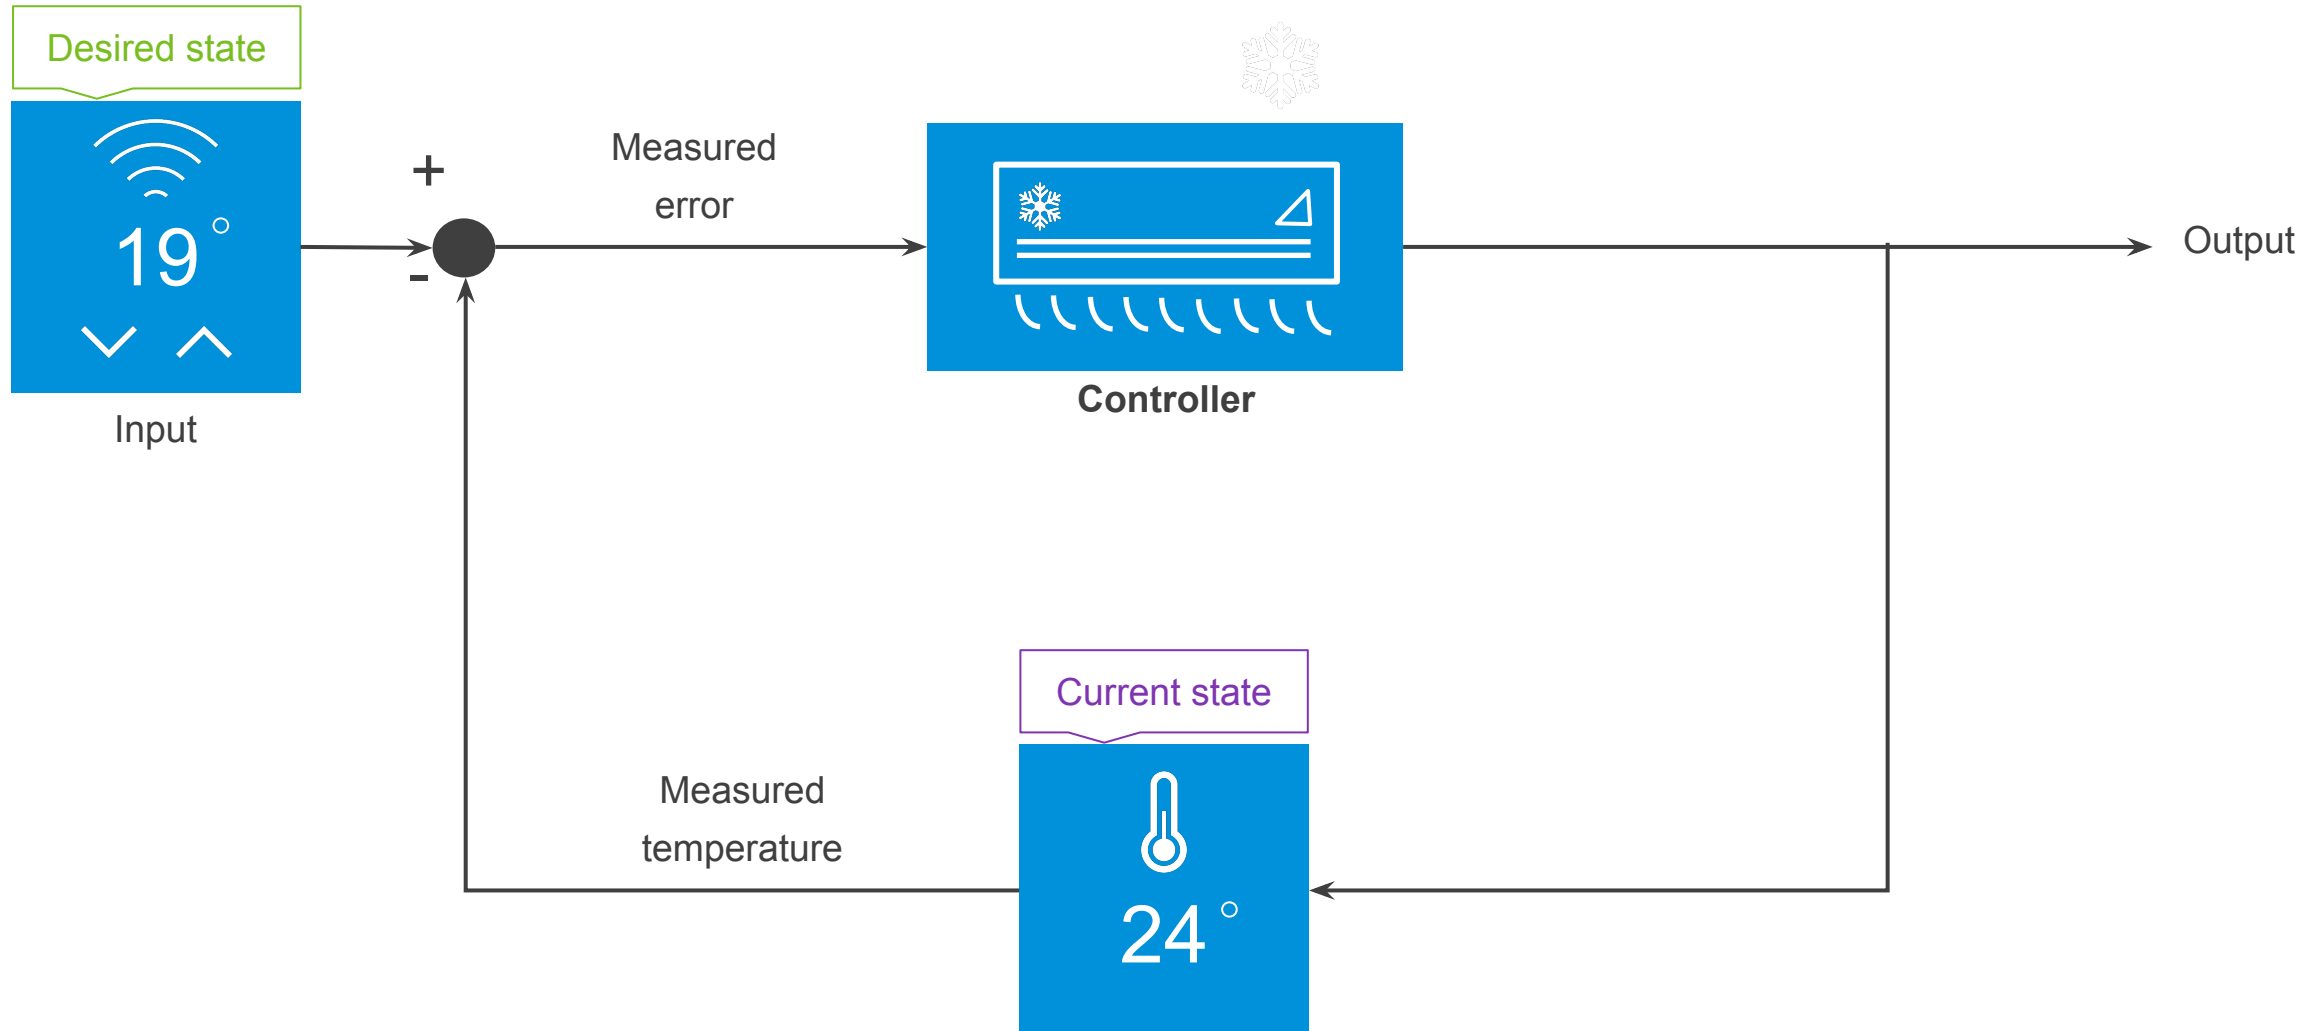 Desired state
19°
Input
+
-
Measured
error
Controller
Output
Current state
24°
Measured
temperature